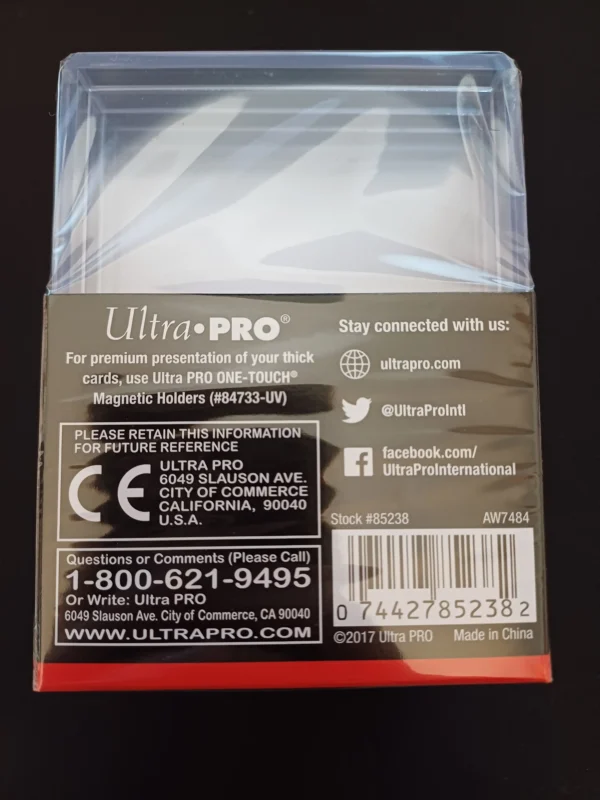 Ultra•PRO®
For premium presentation of your thick
cards, use Ultra PRO ONE-TOUCH®
Magnetic Holders (#84733-UV)
PLEASE RETAIN THIS INFORMATION
FOR FUTURE REFERENCE
CE
ULTRA PRO
6049 SLAUSON AVE.
CITY OF COMMERCE
CALIFORNIA, 90040
U.S.A.
Questions or Comments (Please Call)
1-800-621-9495
Or Write: Ultra PRO
6049 Slauson Ave. City of Commerce, CA 90040
WWW.ULTRAPRO.COM
Stay connected with us:
ultrapro.com
@UltraProIntl
facebook.com/
UltraProInternational
Stock #85238 AW7484
0 74427 85238 2
©2017 Ultra PRO Made in China